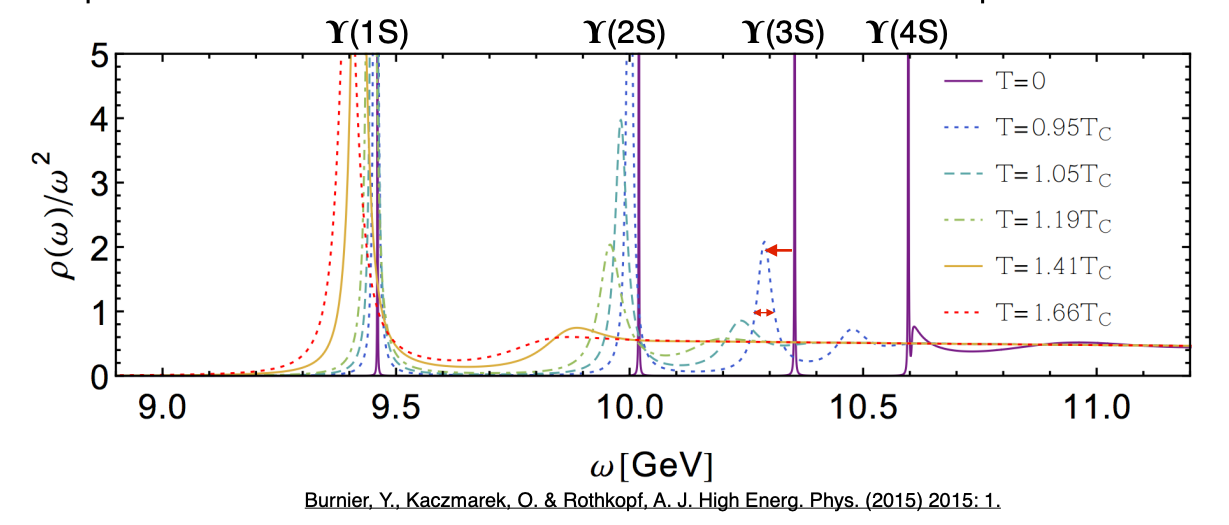 ϒ(1S) ϒ(2S) ϒ(3S) ϒ(4S)
5
4
3
2
1
0
ρ(ω)/ω²
T=0
T=0.95T_C
T=1.05T_C
T=1.19T_C
T=1.41T_C
T=1.66T_C
9.0 9.5 10.0 10.5 11.0
ω[GeV]
Burnier, Y., Kaczmarek, O. & Rothkopf, A. J. High Energ. Phys. (2015) 2015: 1.